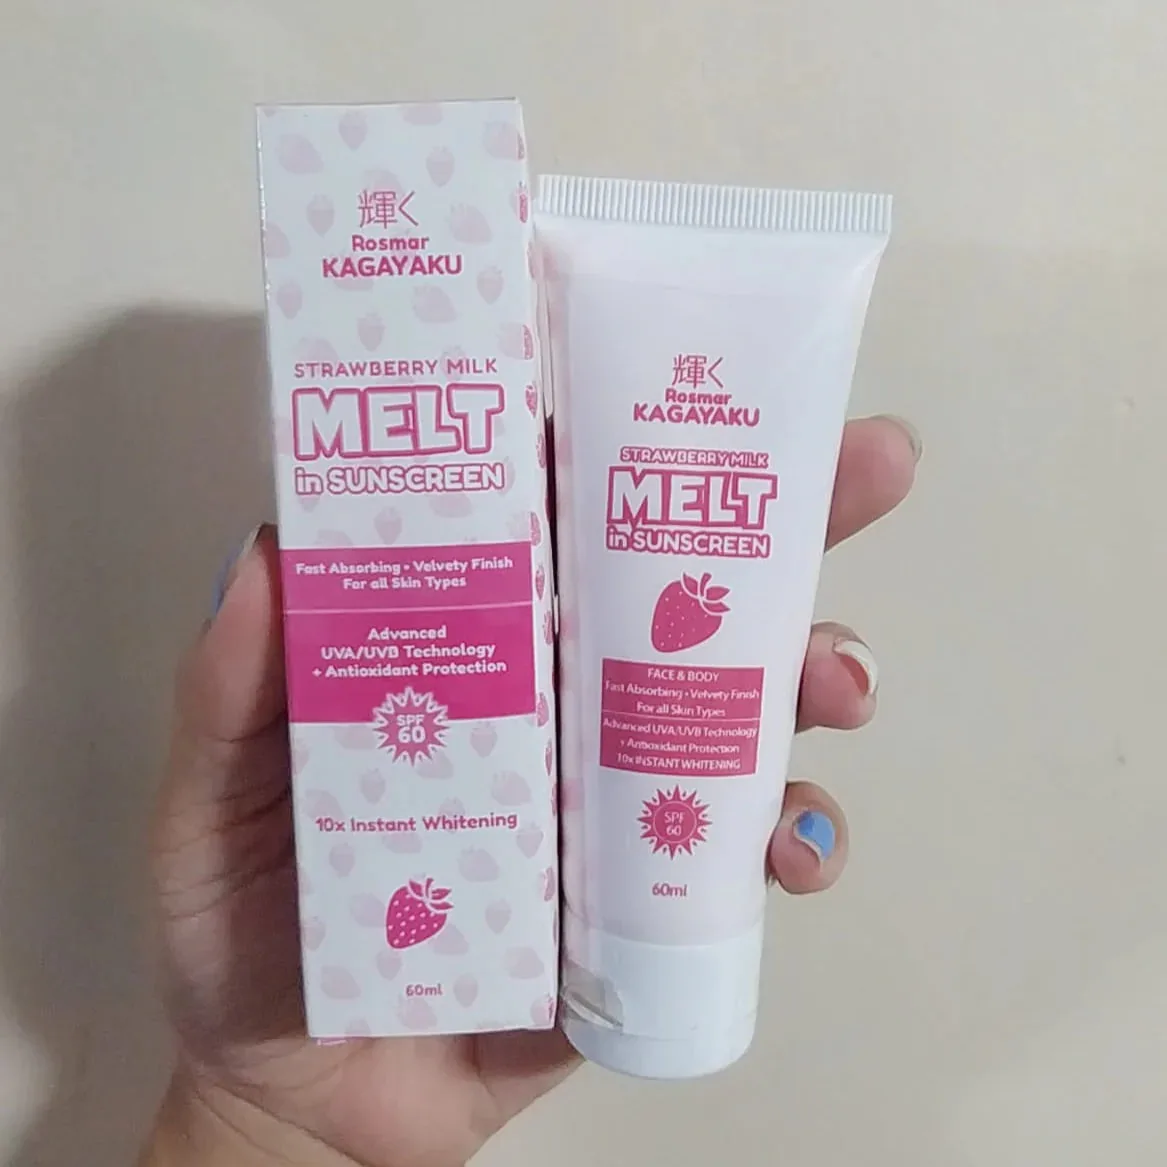 輝く
Rosmar
KAGAYAKU
STRAWBERRY MILK
MELT
in SUNSCREEN
Fast Absorbing • Velvety Finish
For all Skin Types
Advanced
UVA/UVB Technology
+ Antioxidant Protection
SPF
60
10x Instant Whitening
60ml
輝く
Rosmar
KAGAYAKU
STRAWBERRY MILK
MELT
in SUNSCREEN
FACE & BODY
Fast Absorbing • Velvety Finish
For all Skin Types
Advanced UVA/UVB Technology
+ Antioxidant Protection
10x INSTANT WHITENING
SPF
60
60ml